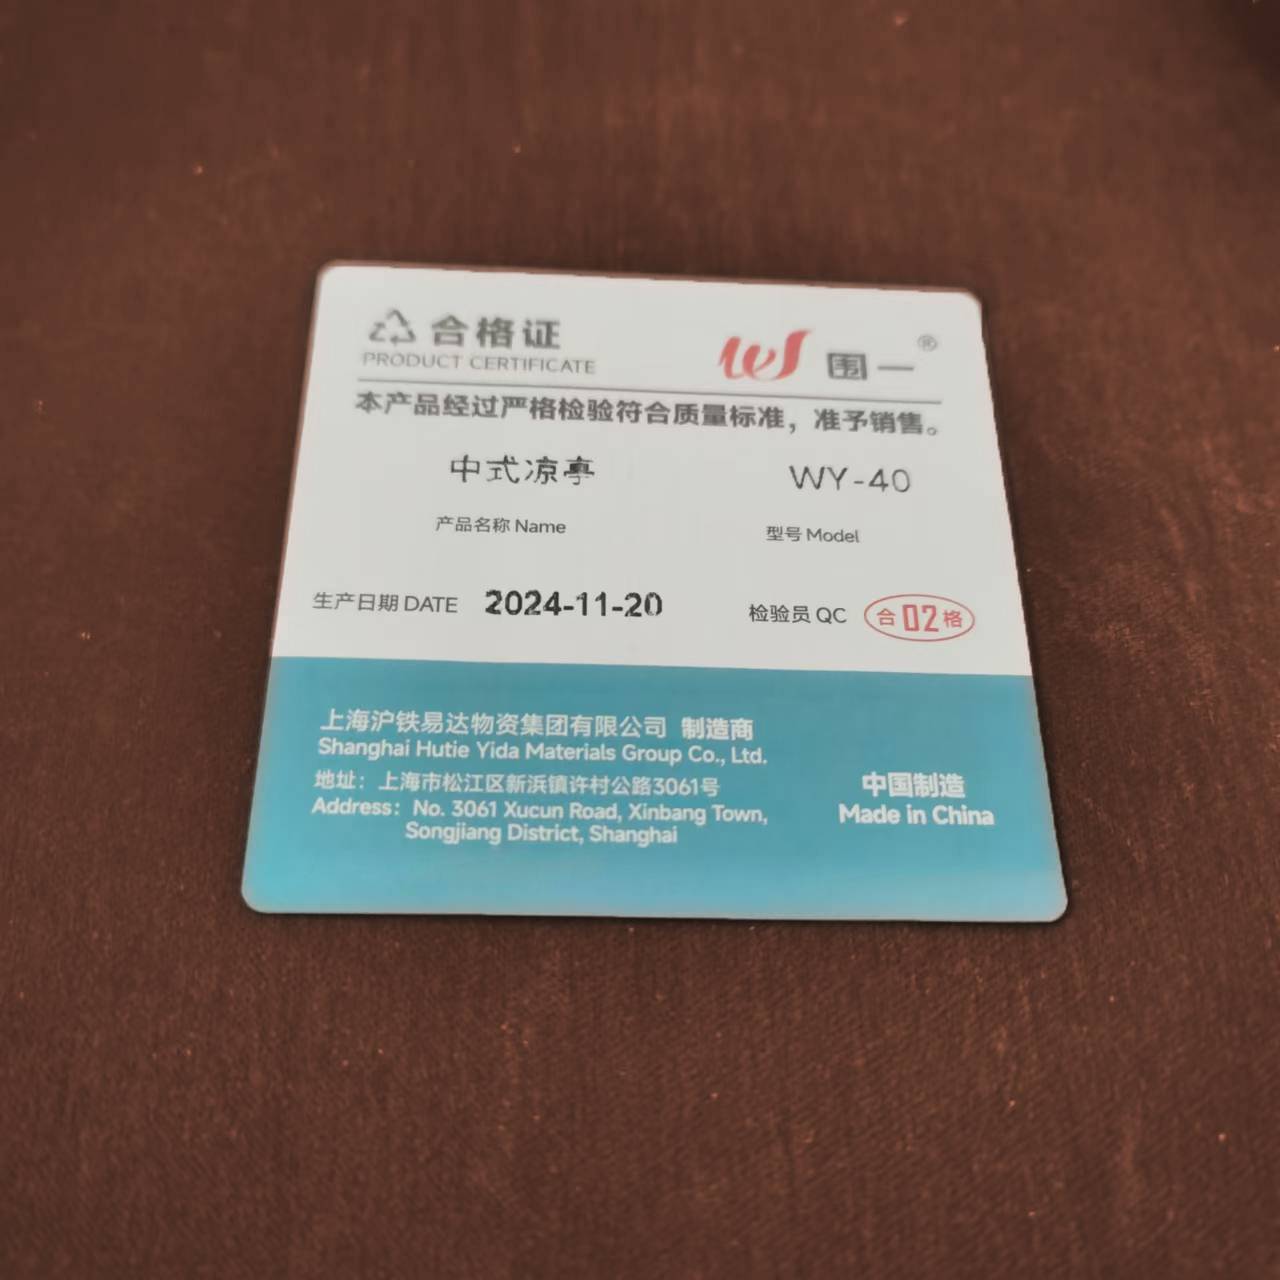 合格证
PRODUCT CERTIFICATE
围一®
本产品经过严格检验符合质量标准，准予销售。
中式凉亭 WY-40
产品名称 Name 型号 Model
生产日期 DATE 2024-11-20 检验员 QC 合02格
上海沪铁易达物资集团有限公司 制造商
Shanghai Hutie Yida Materials Group Co., Ltd.
地址：上海市松江区新浜镇许村公路3061号
Address：No. 3061 Xucun Road, Xinbang Town,
Songjiang District, Shanghai
中国制造
Made in China